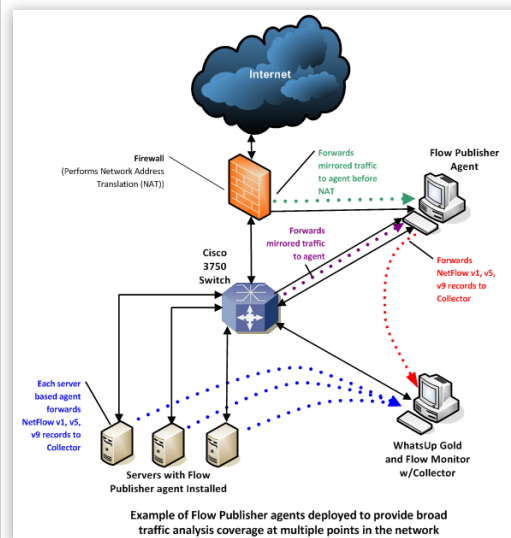 Internet
Firewall
(Performs Network Address
Translation (NAT))
Forwards
mirrored traffic
to agent before
NAT
Flow Publisher
Agent
Forwards
mirrored traffic
to agent
Cisco
3750
Switch
Forwards
NetFlow v1, v5,
v9 records to
Collector
Each server
based agent
forwards
NetFlow v1, v5,
v9 records to
Collector
Servers with Flow
Publisher agent Installed
WhatsUp Gold
and Flow Monitor
w/Collector
Example of Flow Publisher agents deployed to provide broad
traffic analysis coverage at multiple points in the network